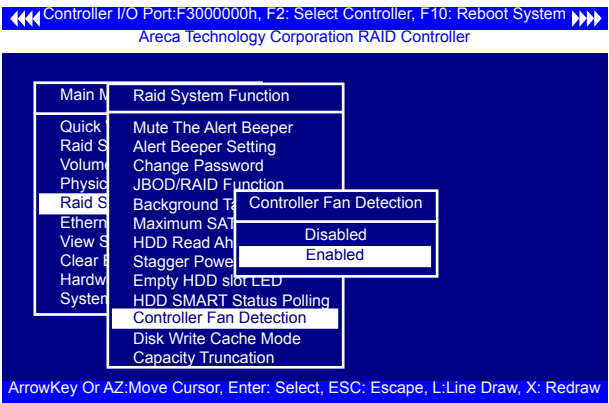 Controller I/O Port:F3000000h, F2: Select Controller, F10: Reboot System
Areca Technology Corporation RAID Controller
Main M
Quick
Raid S
Volume
Physic
Raid S
Ethern
View S
Clear E
Hardw
System
Raid System Function
Mute The Alert Beeper
Alert Beeper Setting
Change Password
JBOD/RAID Function
Background Ta
Maximum SAT
HDD Read Ah
Stagger Powe
Empty HDD slot LED
HDD SMART Status Polling
Controller Fan Detection
Disk Write Cache Mode
Capacity Truncation
Controller Fan Detection
Disabled
Enabled
ArrowKey Or AZ:Move Cursor, Enter: Select, ESC: Escape, L:Line Draw, X: Redraw